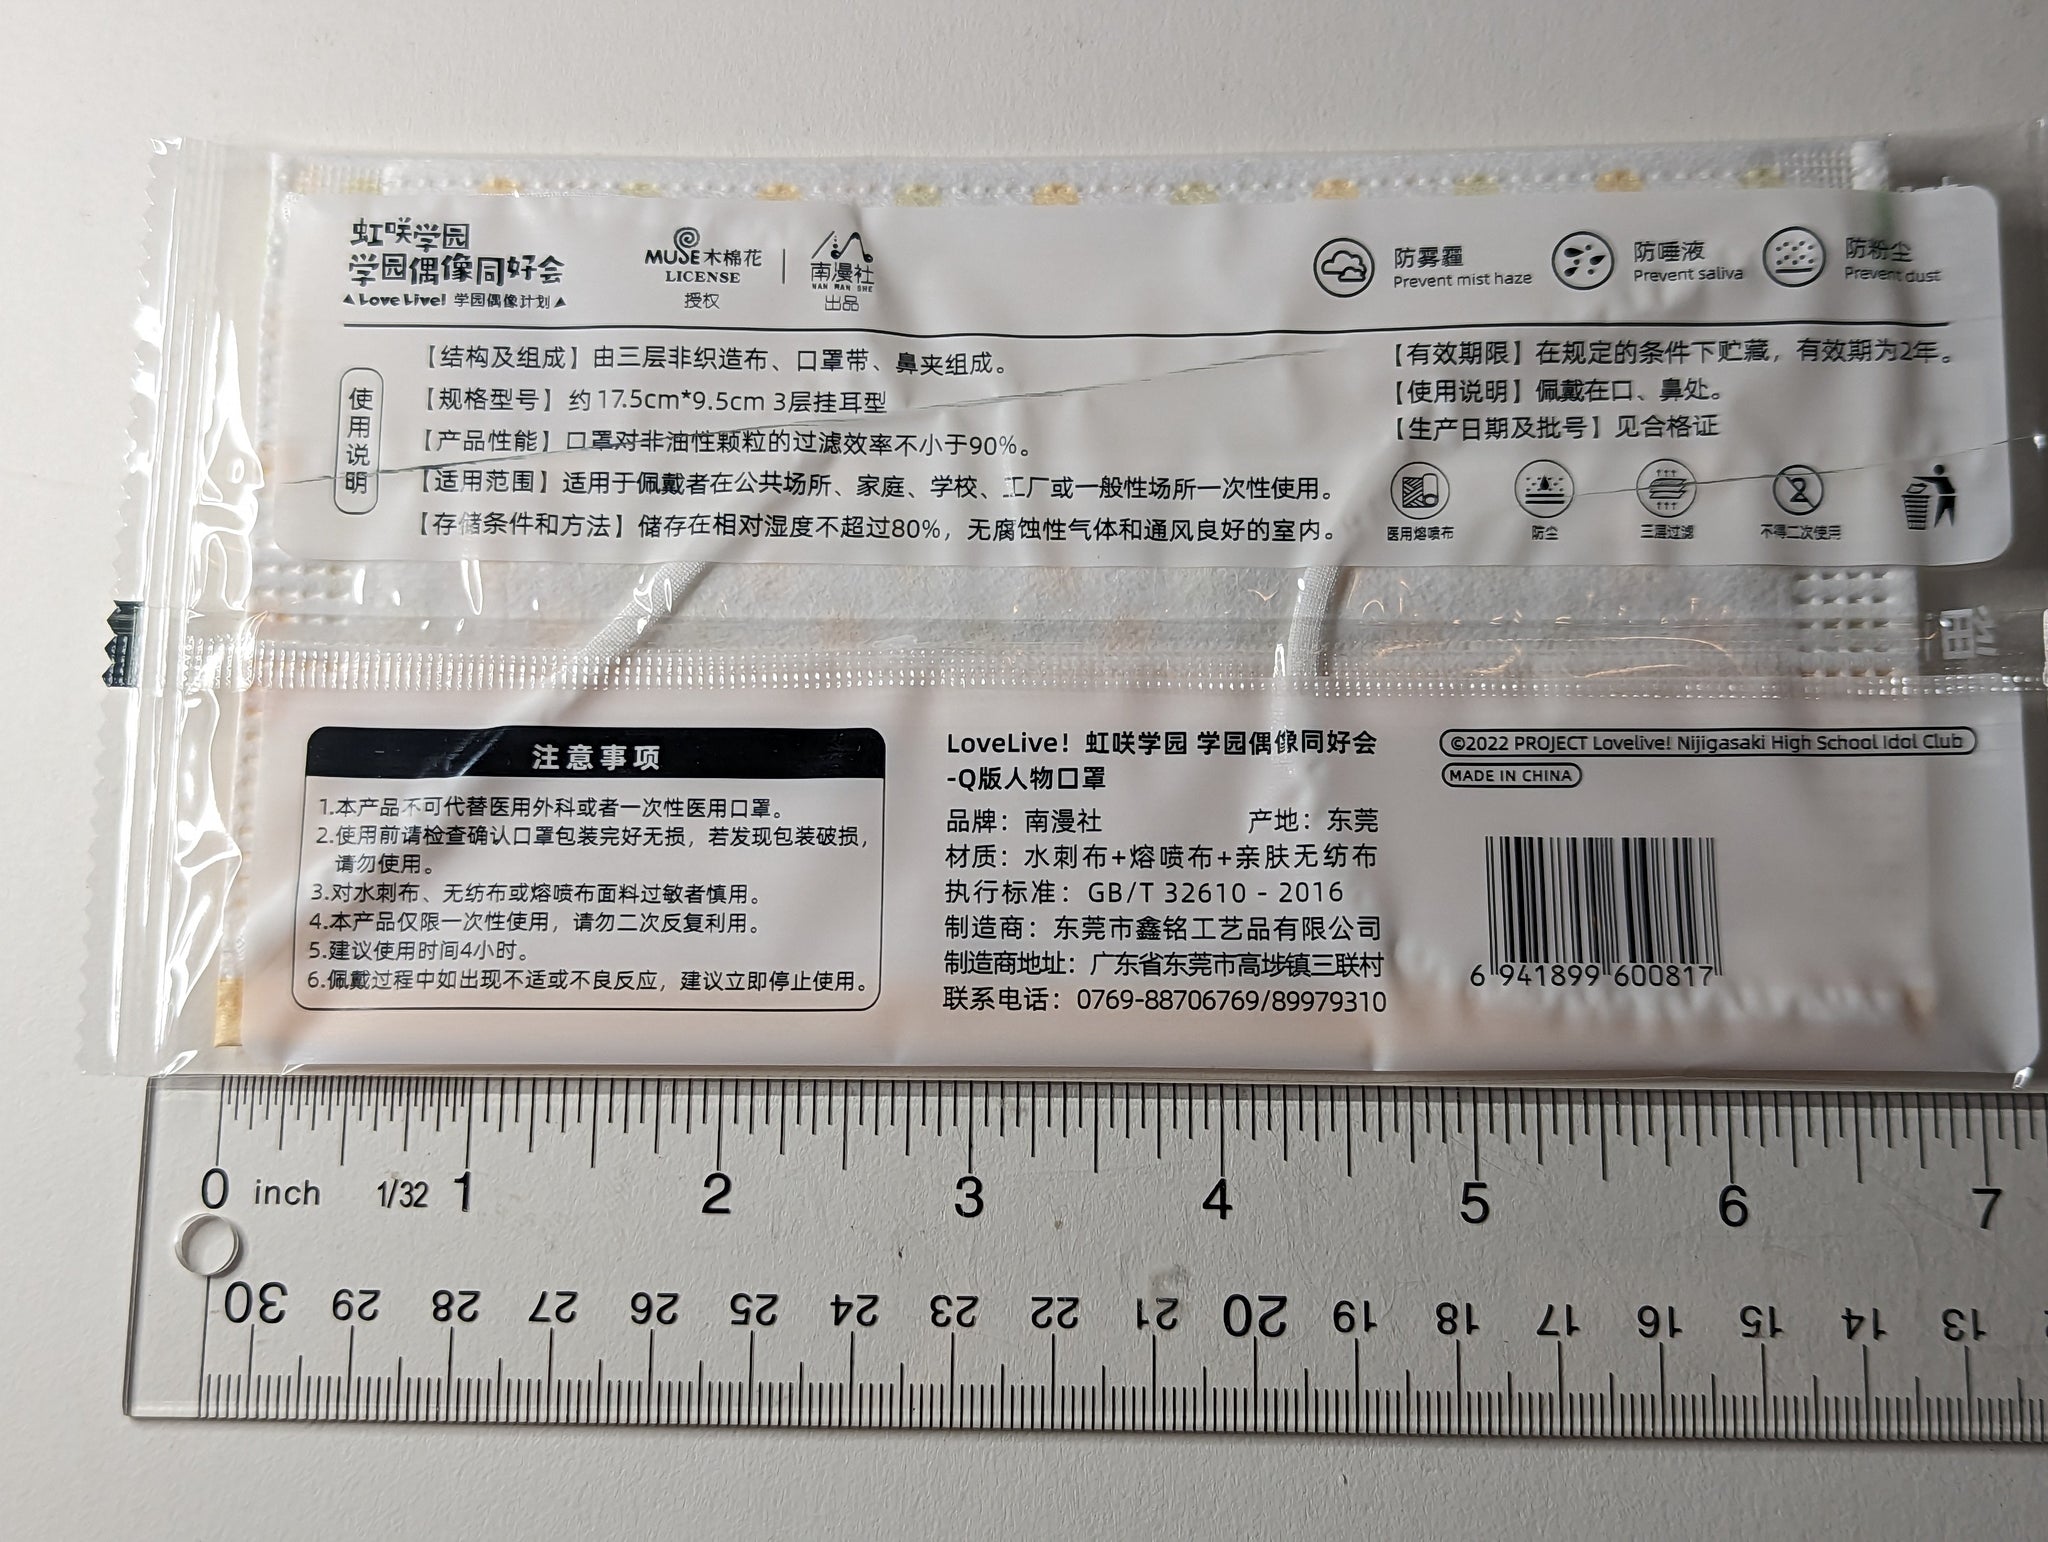 虹咲学园
学园偶像同好会
LoveLive! 学园偶像计划
MUSE木棉花
LICENSE
授权
南漫社
NAN MAN SHE
出品
防雾霾
Prevent mist haze
防唾液
Prevent saliva
防粉尘
Prevent dust
使用说明
【结构及组成】由三层非织造布、口罩带、鼻夹组成。
【规格型号】约17.5cm*9.5cm 3层挂耳型
【产品性能】口罩对非油性颗粒的过滤效率不小于90%。
【适用范围】适用于佩戴者在公共场所、家庭、学校、工厂或一般性场所一次性使用。
【存储条件和方法】储存在相对湿度不超过80%，无腐蚀性气体和通风良好的室内。
【有效期限】在规定的条件下贮藏，有效期为2年。
【使用说明】佩戴在口、鼻处。
【生产日期及批号】见合格证
医用熔喷布
防尘
三层过滤
不得二次使用
注意事项
1.本产品不可代替医用外科或者一次性医用口罩。
2.使用前请检查确认口罩包装完好无损，若发现包装破损，
请勿使用。
3.对水刺布、无纺布或熔喷布面料过敏者慎用。
4.本产品仅限一次性使用，请勿二次反复利用。
5.建议使用时间4小时。
6.佩戴过程中如出现不适或不良反应，建议立即停止使用。
LoveLive！虹咲学园 学园偶像同好会
-Q版人物口罩
品牌：南漫社 产地：东莞
材质：水刺布+熔喷布+亲肤无纺布
执行标准：GB/T 32610 - 2016
制造商：东莞市鑫铭工艺品有限公司
制造商地址：广东省东莞市高埗镇三联村
联系电话：0769-88706769/89979310
©2022 PROJECT Lovelive! Nijigasaki High School Idol Club
MADE IN CHINA
6 941899 600817
0 inch 1/32 1 2 3 4 5 6 7
30 29 28 27 26 25 24 23 22 21 20 19 18 17 16 15 14 13